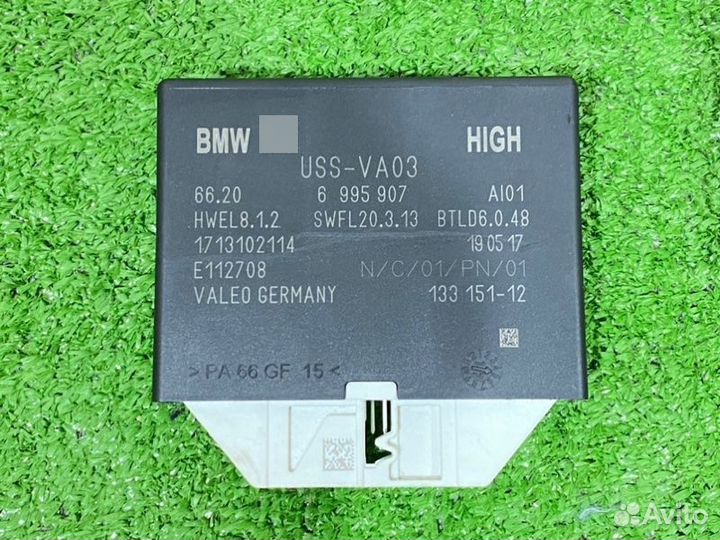 BMW HIGH
USS-VA03
66.20 6 995 907 AI01
HWEL8.1.2 SWFL20.3.13 BTLD6.0.48
1713102114 19 05 17
E112708 N/C/01/PN/01
VALEO GERMANY 133 151-12
>PA 66 GF 15<
Avito